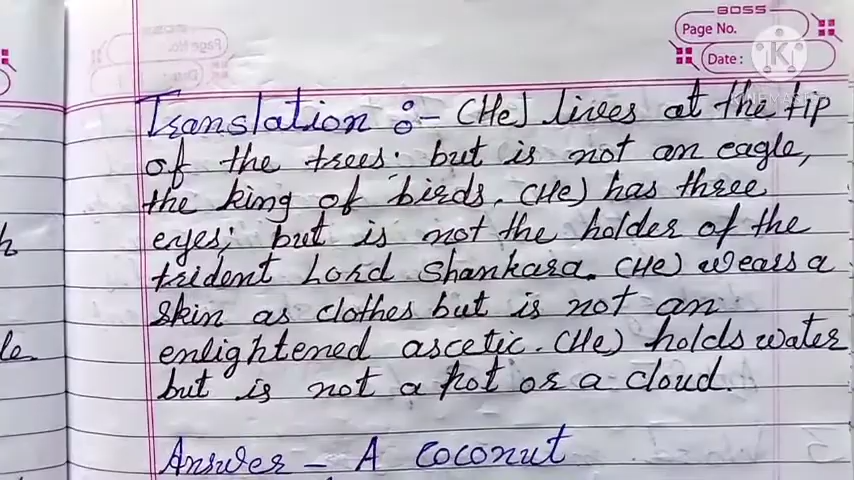 BOSS
Page No.
Date :
Translation :- (He) lives at the tip
of the trees. but is not an eagle,
the king of birds. (He) has three
eyes; but is not the holder of the
trident Lord Shankara. (He) wears a
skin as clothes but is not an
enlightened ascetic. (He) holds water
but is not a pot or a cloud.
Answer - A coconut